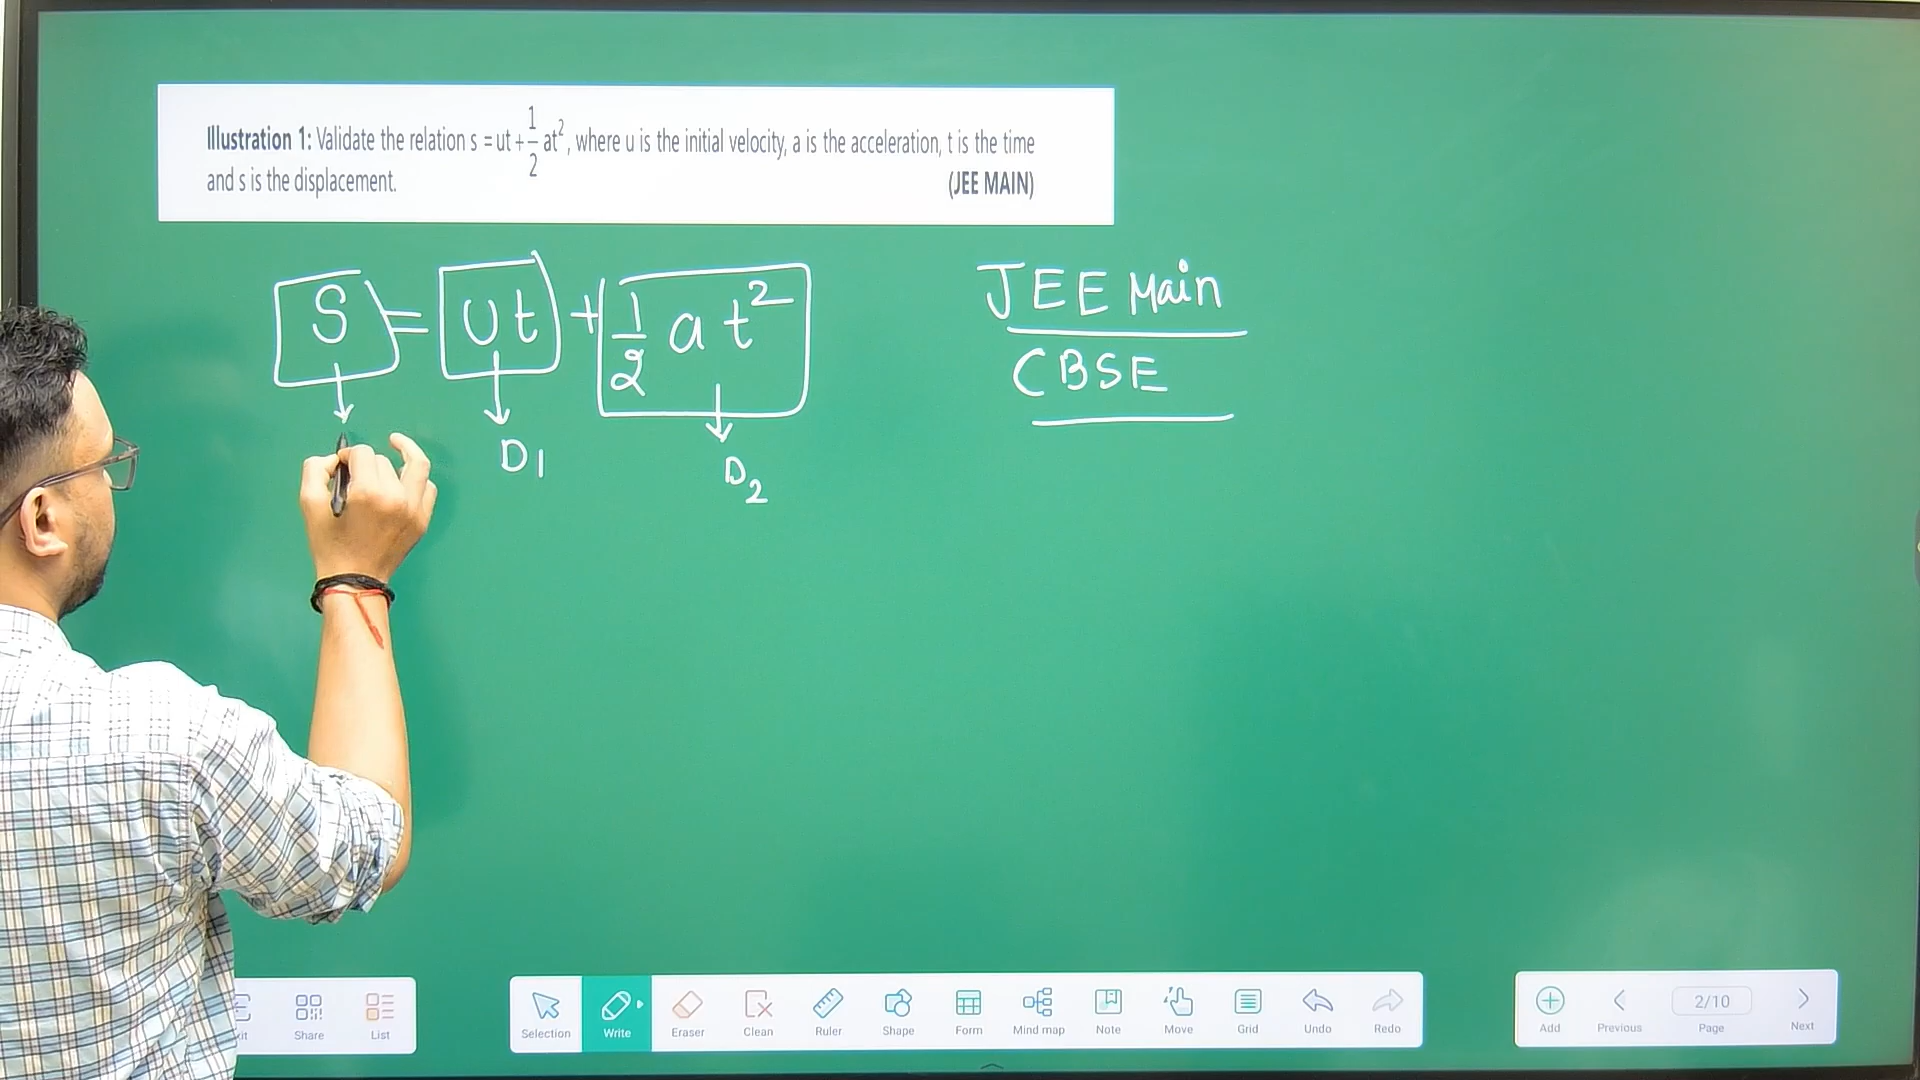 Illustration 1: Validate the relation s = ut + 1/2 at², where u is the initial velocity, a is the acceleration, t is the time
and s is the displacement. (JEE MAIN)
S = ut + 1/2 at²
D1
D2
JEE Main
CBSE
Share
List
Selection
Write
Eraser
Clean
Ruler
Shape
Form
Mind map
Note
Move
Grid
Undo
Redo
Add
Previous
2/10
Page
Next